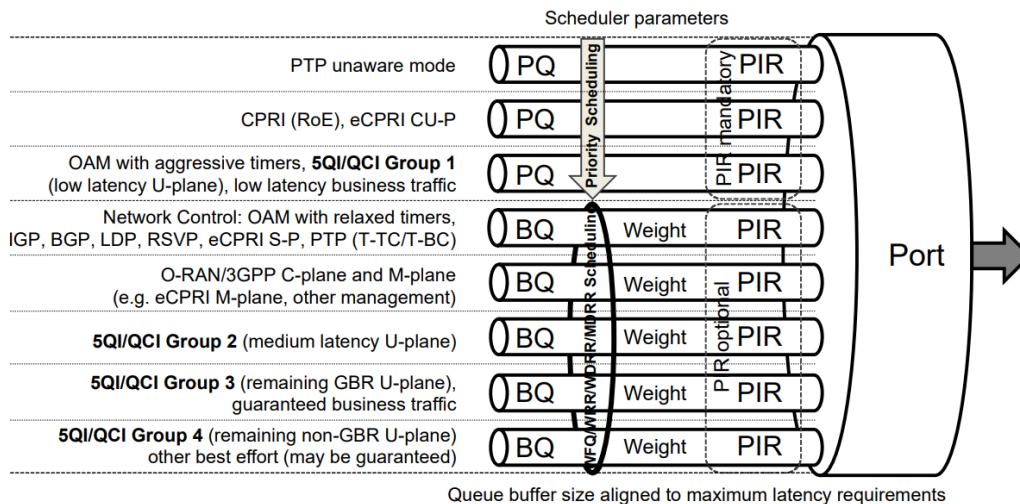 Scheduler parameters
PTP unaware mode
PQ
PIR
CPRI (RoE), eCPRI CU-P
PQ
PIR
OAM with aggressive timers, 5QI/QCI Group 1
(low latency U-plane), low latency business traffic
PQ
PIR
Priority Scheduling
PIR mandatory
Network Control: OAM with relaxed timers,
IGP, BGP, LDP, RSVP, eCPRI S-P, PTP (T-TC/T-BC)
BQ
Weight
PIR
O-RAN/3GPP C-plane and M-plane
(e.g. eCPRI M-plane, other management)
BQ
Weight
PIR
5QI/QCI Group 2 (medium latency U-plane)
BQ
Weight
PIR
5QI/QCI Group 3 (remaining GBR U-plane),
guaranteed business traffic
BQ
Weight
PIR
5QI/QCI Group 4 (remaining non-GBR U-plane)
other best effort (may be guaranteed)
BQ
Weight
PIR
WFQ/WRR/WDRR/MDRR Scheduling
PIR optional
Port
Queue buffer size aligned to maximum latency requirements